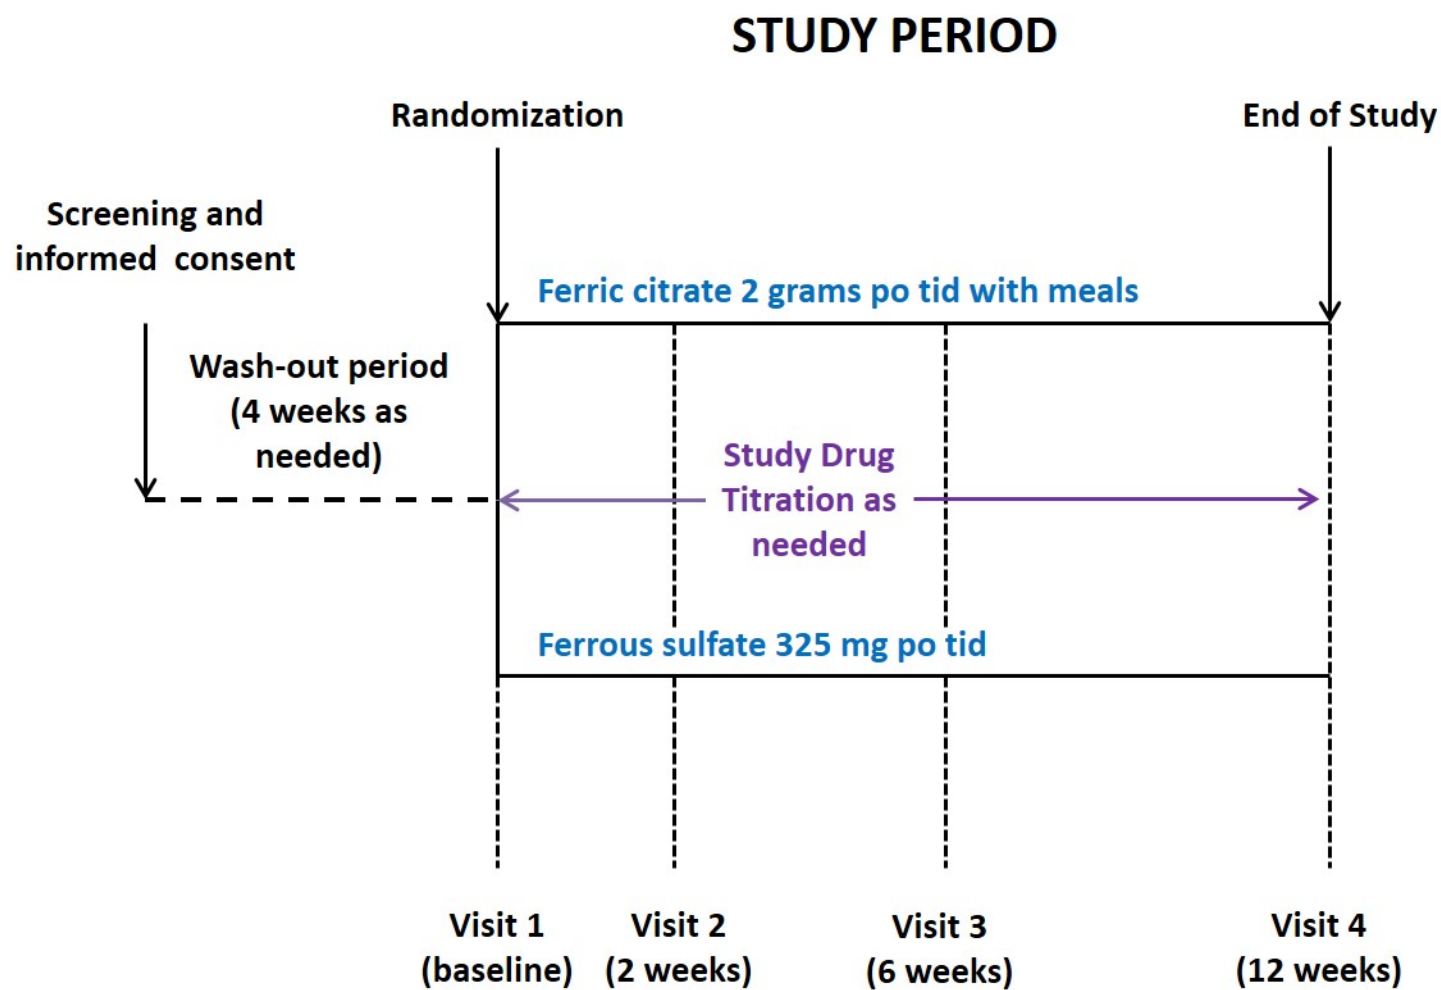 STUDY PERIOD
Randomization
End of Study
Screening and
informed consent
Ferric citrate 2 grams po tid with meals
Wash-out period
(4 weeks as
needed)
Study Drug
Titration as
needed
Ferrous sulfate 325 mg po tid
Visit 1
(baseline)
Visit 2
(2 weeks)
Visit 3
(6 weeks)
Visit 4
(12 weeks)